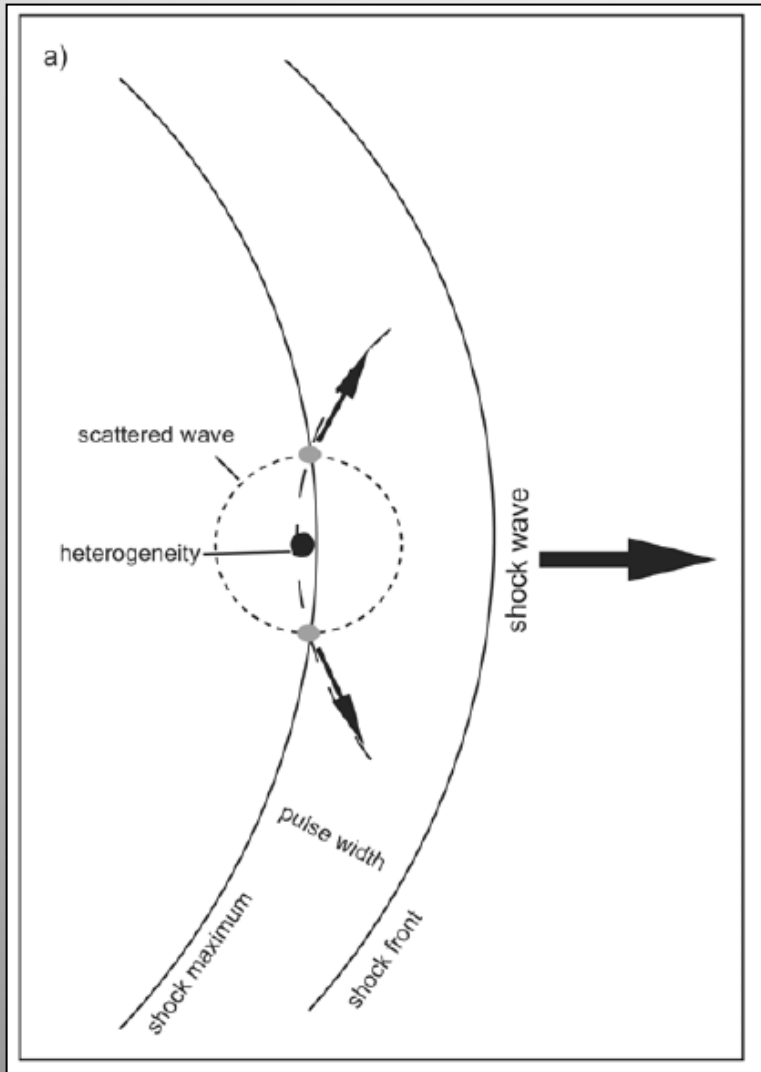 a)
scattered wave
heterogeneity
shock wave
pulse width
shock maximum
shock front